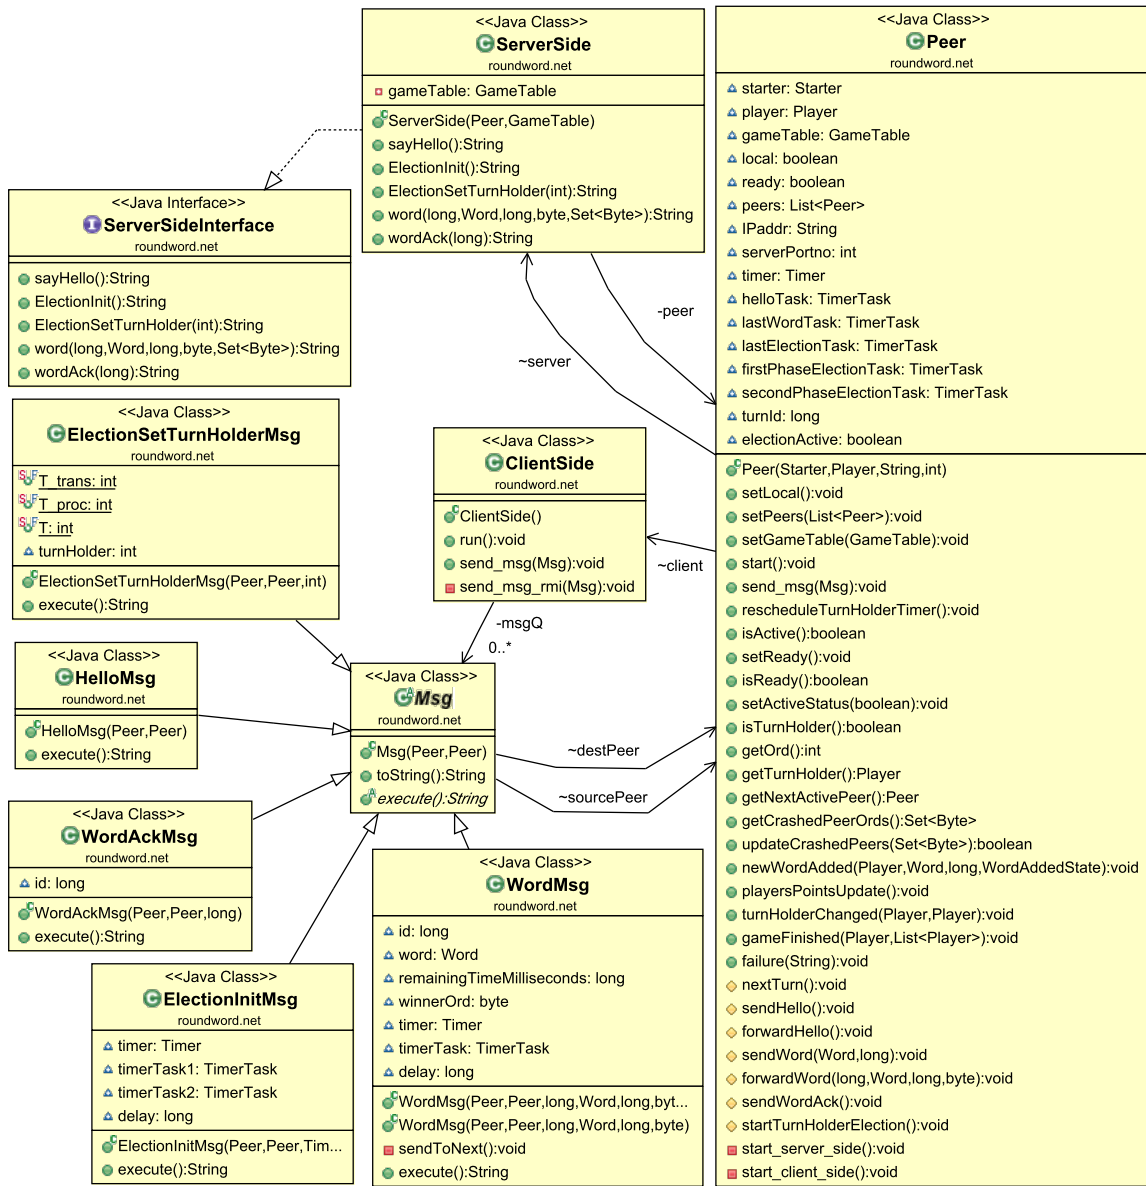 <<Java Class>>
ServerSide
roundword.net
gameTable: GameTable
ServerSide(Peer,GameTable)
sayHello():String
ElectionInit():String
ElectionSetTurnHolder(int):String
word(long,Word,long,byte,Set<Byte>):String
wordAck(long):String
<<Java Interface>>
ServerSideInterface
roundword.net
sayHello():String
ElectionInit():String
ElectionSetTurnHolder(int):String
word(long,Word,long,byte,Set<Byte>):String
wordAck(long):String
-peer
~server
<<Java Class>>
ElectionSetTurnHolderMsg
roundword.net
T_trans: int
T_proc: int
T: int
turnHolder: int
ElectionSetTurnHolderMsg(Peer,Peer,int)
execute():String
<<Java Class>>
ClientSide
roundword.net
ClientSide()
run():void
send_msg(Msg):void
send_msg_rmi(Msg):void
~client
-msgQ
0..*
<<Java Class>>
HelloMsg
roundword.net
HelloMsg(Peer,Peer)
execute():String
<<Java Class>>
Msg
roundword.net
Msg(Peer,Peer)
toString():String
execute():String
~destPeer
~sourcePeer
<<Java Class>>
WordAckMsg
roundword.net
id: long
WordAckMsg(Peer,Peer,long)
execute():String
<<Java Class>>
ElectionInitMsg
roundword.net
timer: Timer
timerTask1: TimerTask
timerTask2: TimerTask
delay: long
ElectionInitMsg(Peer,Peer,Tim...
execute():String
<<Java Class>>
WordMsg
roundword.net
id: long
word: Word
remainingTimeMilliseconds: long
winnerOrd: byte
timer: Timer
timerTask: TimerTask
delay: long
WordMsg(Peer,Peer,long,Word,long,byt...
WordMsg(Peer,Peer,long,Word,long,byte)
sendToNext():void
execute():String
<<Java Class>>
Peer
roundword.net
starter: Starter
player: Player
gameTable: GameTable
local: boolean
ready: boolean
peers: List<Peer>
IPaddr: String
serverPortno: int
timer: Timer
helloTask: TimerTask
lastWordTask: TimerTask
lastElectionTask: TimerTask
firstPhaseElectionTask: TimerTask
secondPhaseElectionTask: TimerTask
turnId: long
electionActive: boolean
Peer(Starter,Player,String,int)
setLocal():void
setPeers(List<Peer>):void
setGameTable(GameTable):void
start():void
send_msg(Msg):void
rescheduleTurnHolderTimer():void
isActive():boolean
setReady():void
isReady():boolean
setActiveStatus(boolean):void
isTurnHolder():boolean
getOrd():int
getTurnHolder():Player
getNextActivePeer():Peer
getCrashedPeerOrds():Set<Byte>
updateCrashedPeers(Set<Byte>):boolean
newWordAdded(Player,Word,long,WordAddedState):void
playersPointsUpdate():void
turnHolderChanged(Player,Player):void
gameFinished(Player,List<Player>):void
failure(String):void
nextTurn():void
sendHello():void
forwardHello():void
sendWord(Word,long):void
forwardWord(long,Word,long,byte):void
sendWordAck():void
startTurnHolderElection():void
start_server_side():void
start_client_side():void